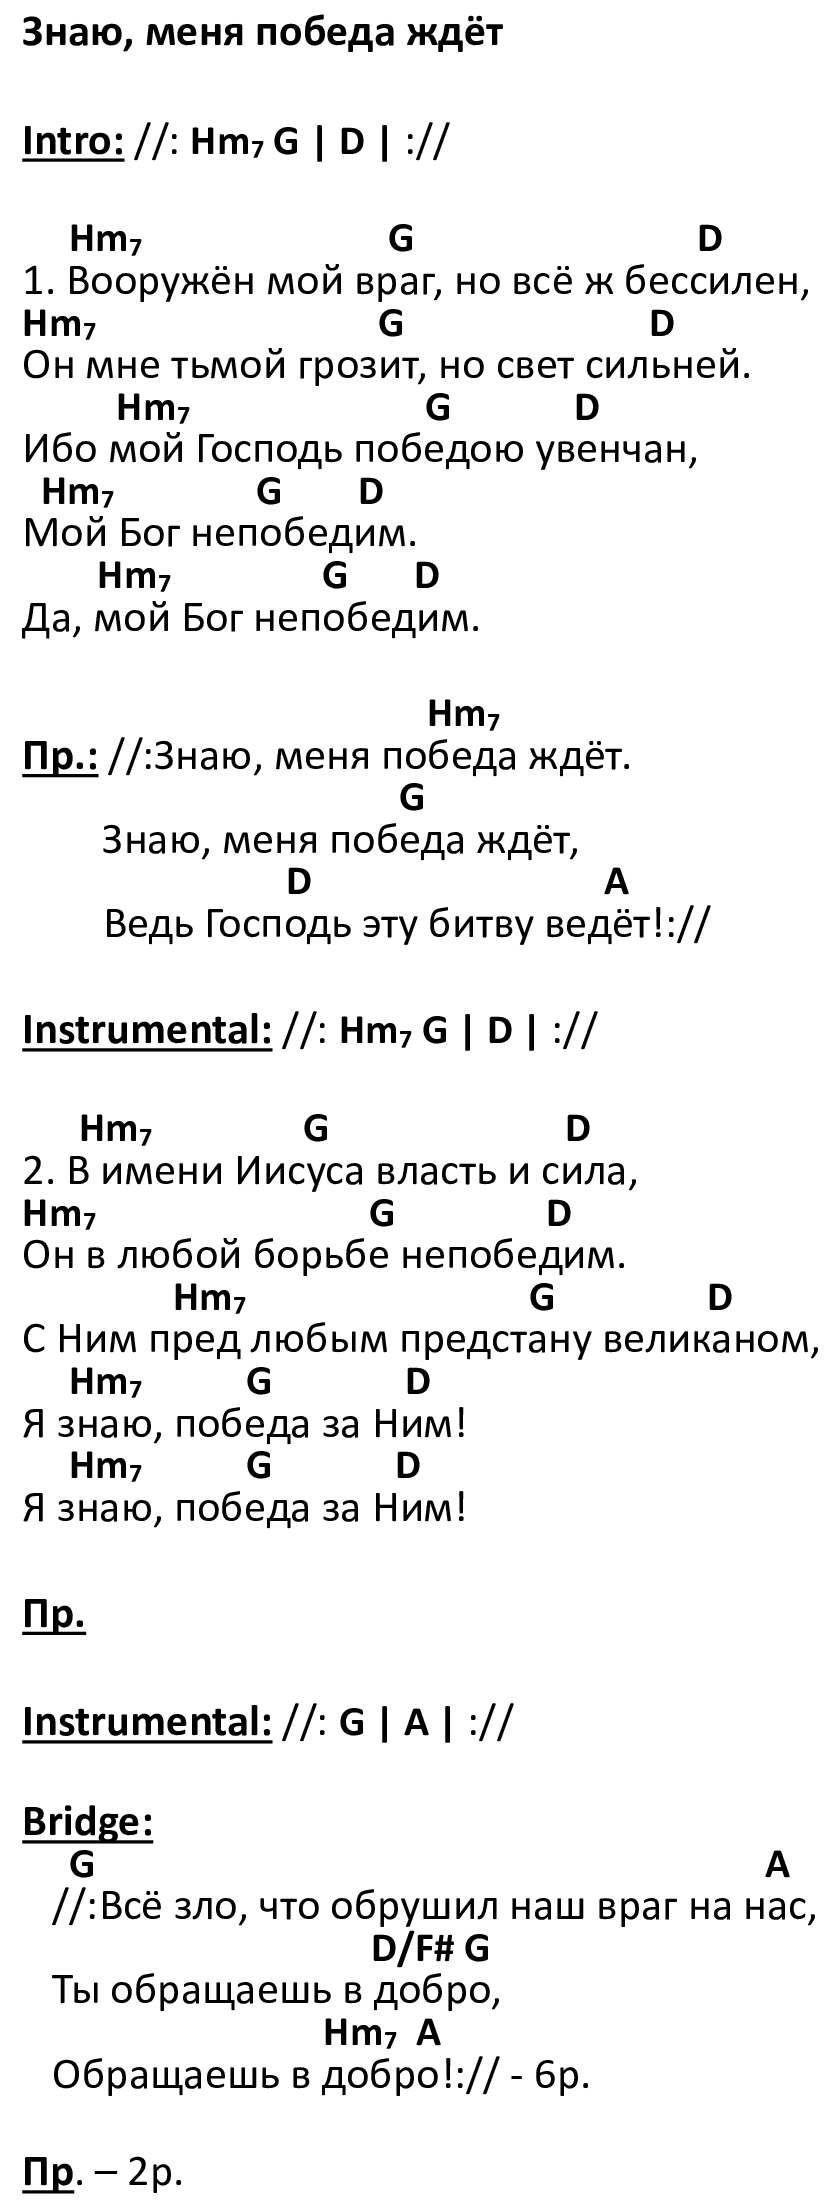 Знаю, меня победа ждёт
Intro: //: Hm₇ G | D | ://
Hm₇ G D
1. Вооружён мой враг, но всё ж бессилен,
Hm₇ G D
Он мне тьмой грозит, но свет сильней.
Hm₇ G D
Ибо мой Господь победою увенчан,
Hm₇ G D
Мой Бог непобедим.
Hm₇ G D
Да, мой Бог непобедим.
Hm₇
Пр.: //:Знаю, меня победа ждёт.
G
Знаю, меня победа ждёт,
D A
Ведь Господь эту битву ведёт!://
Instrumental: //: Hm₇ G | D | ://
Hm₇ G D
2. В имени Иисуса власть и сила,
Hm₇ G D
Он в любой борьбе непобедим.
Hm₇ G D
С Ним пред любым предстану великаном,
Hm₇ G D
Я знаю, победа за Ним!
Hm₇ G D
Я знаю, победа за Ним!
Пр.
Instrumental: //: G | A | ://
Bridge:
G A
//:Всё зло, что обрушил наш враг на нас,
D/F# G
Ты обращаешь в добро,
Hm₇ A
Обращаешь в добро!:// - 6р.
Пр. – 2р.